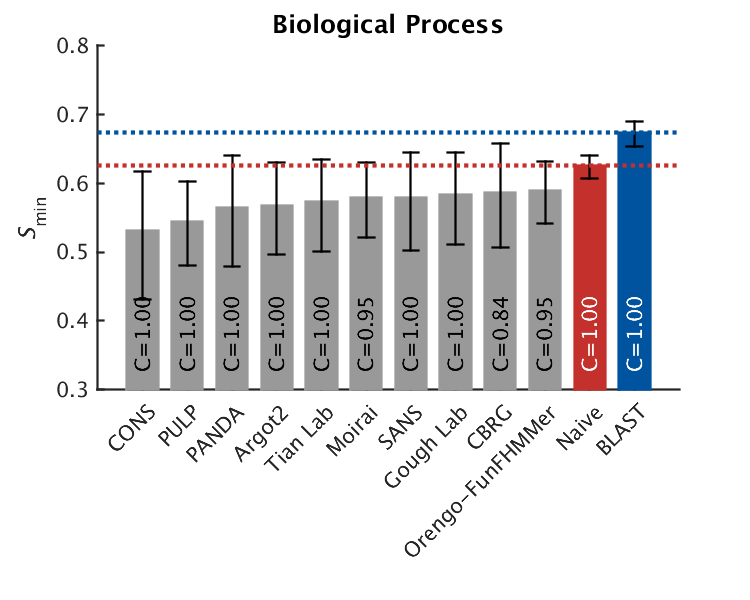 Biological Process
0.8
0.7
0.6
0.5
0.4
0.3
Smin
C=1.00
C=1.00
C=1.00
C=1.00
C=1.00
C=0.95
C=1.00
C=1.00
C=0.84
C=0.95
C=1.00
C=1.00
CONS
PULP
PANDA
Argot2
Tian Lab
Moirai
SANS
Gough Lab
CBRG
Orengo-FunFHMMer
Naive
BLAST